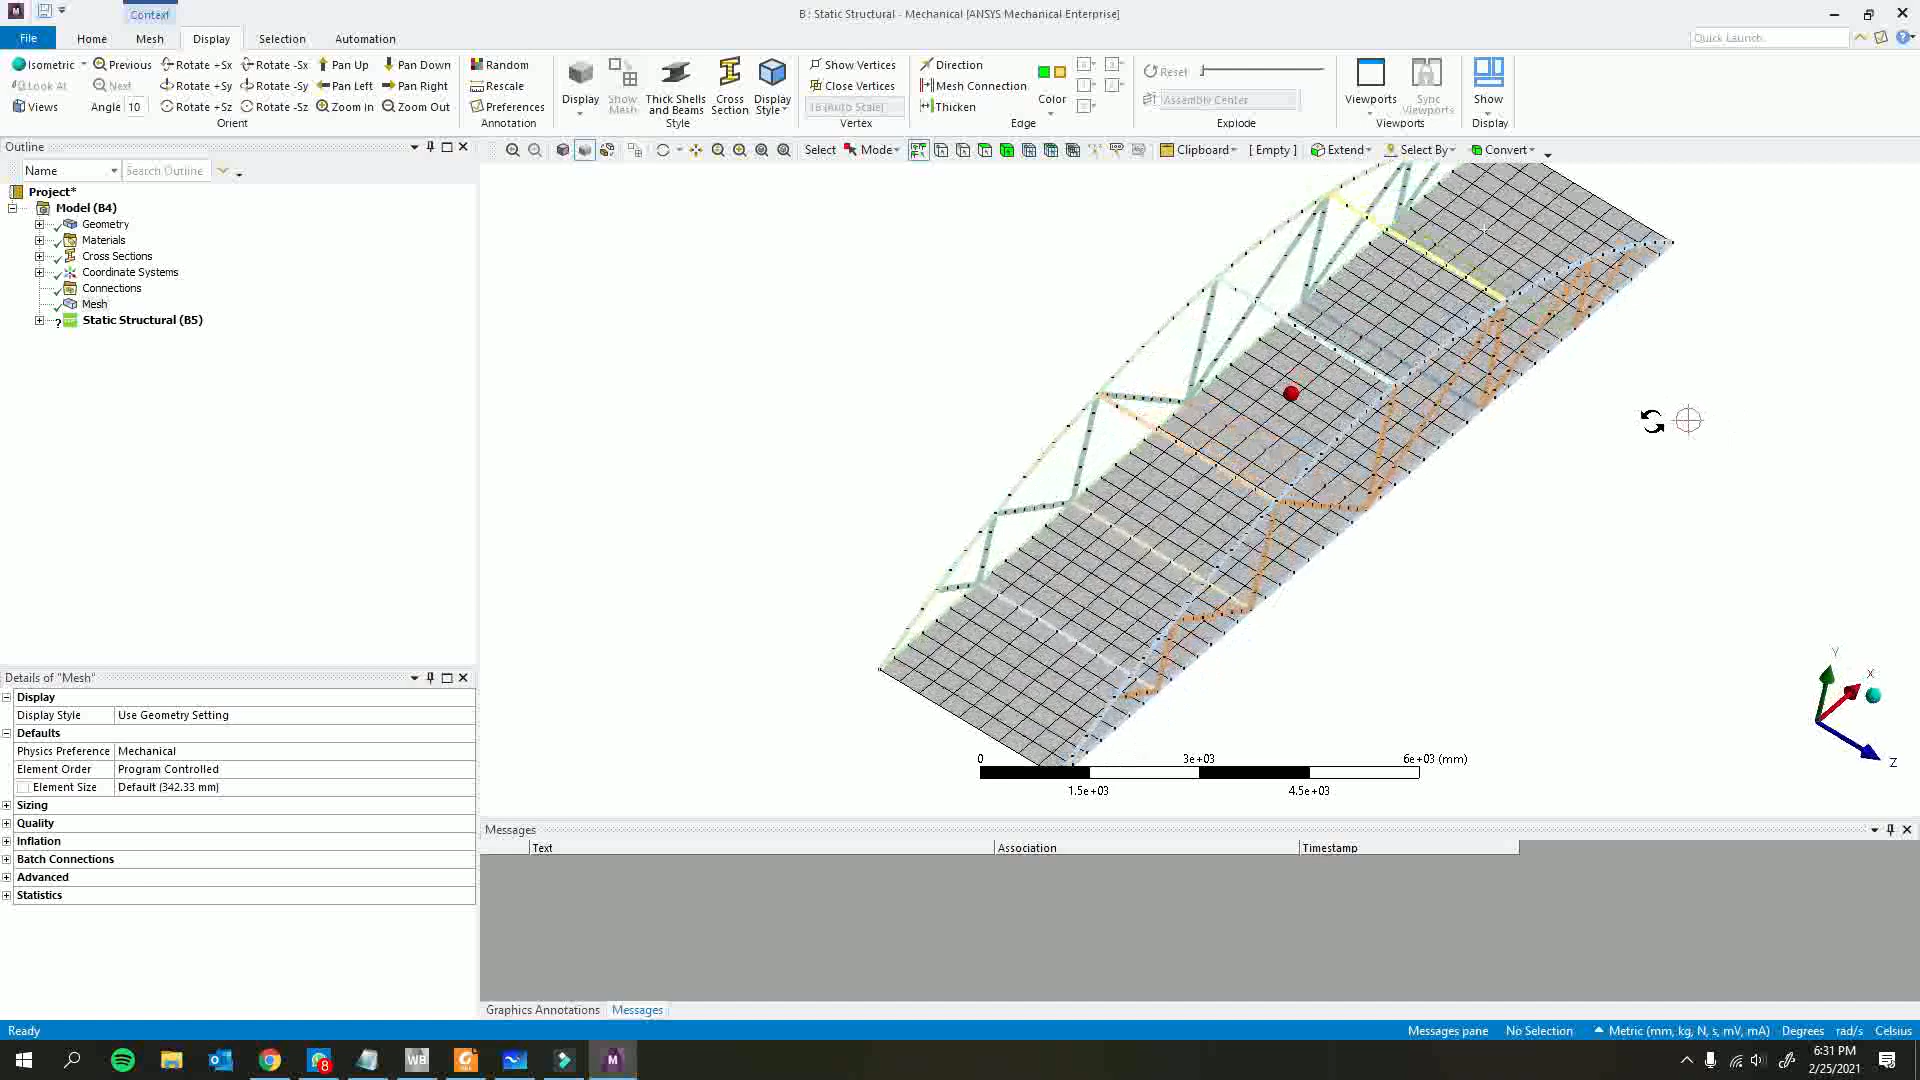 Context
B : Static Structural - Mechanical [ANSYS Mechanical Enterprise]
File Home Mesh Display Selection Automation
Quick Launch
Isometric Previous Rotate +Sx Rotate -Sx Pan Up Pan Down
Look At Next Rotate +Sy Rotate -Sy Pan Left Pan Right
Views Angle 10 Rotate +Sz Rotate -Sz Zoom In Zoom Out
Orient
Random
Rescale
Preferences
Annotation
Display
Show Mesh
Thick Shells and Beams
Cross Section
Display Style
Style
Show Vertices
Close Vertices
1B (Auto Scale)
Vertex
Direction
Mesh Connection
Thicken
Color
Edge
Reset
Assembly Center
Explode
Viewports
Sync Viewports
Viewports
Show
Display
Outline
Name Search Outline
Select Mode Clipboard [ Empty ] Extend Select By Convert
Project*
Model (B4)
Geometry
Materials
Cross Sections
Coordinate Systems
Connections
Mesh
Static Structural (B5)
Details of "Mesh"
Display
Display Style Use Geometry Setting
Defaults
Physics Preference Mechanical
Element Order Program Controlled
Element Size Default (342.33 mm)
Sizing
Quality
Inflation
Batch Connections
Advanced
Statistics
Y
X
Z
0 3e+03 6e+03 (mm)
1.5e+03 4.5e+03
Messages
Text Association Timestamp
Graphics Annotations Messages
Ready
Messages pane No Selection Metric (mm, kg, N, s, mV, mA) Degrees rad/s Celsius
8
WB
M
6:31 PM
2/25/2021